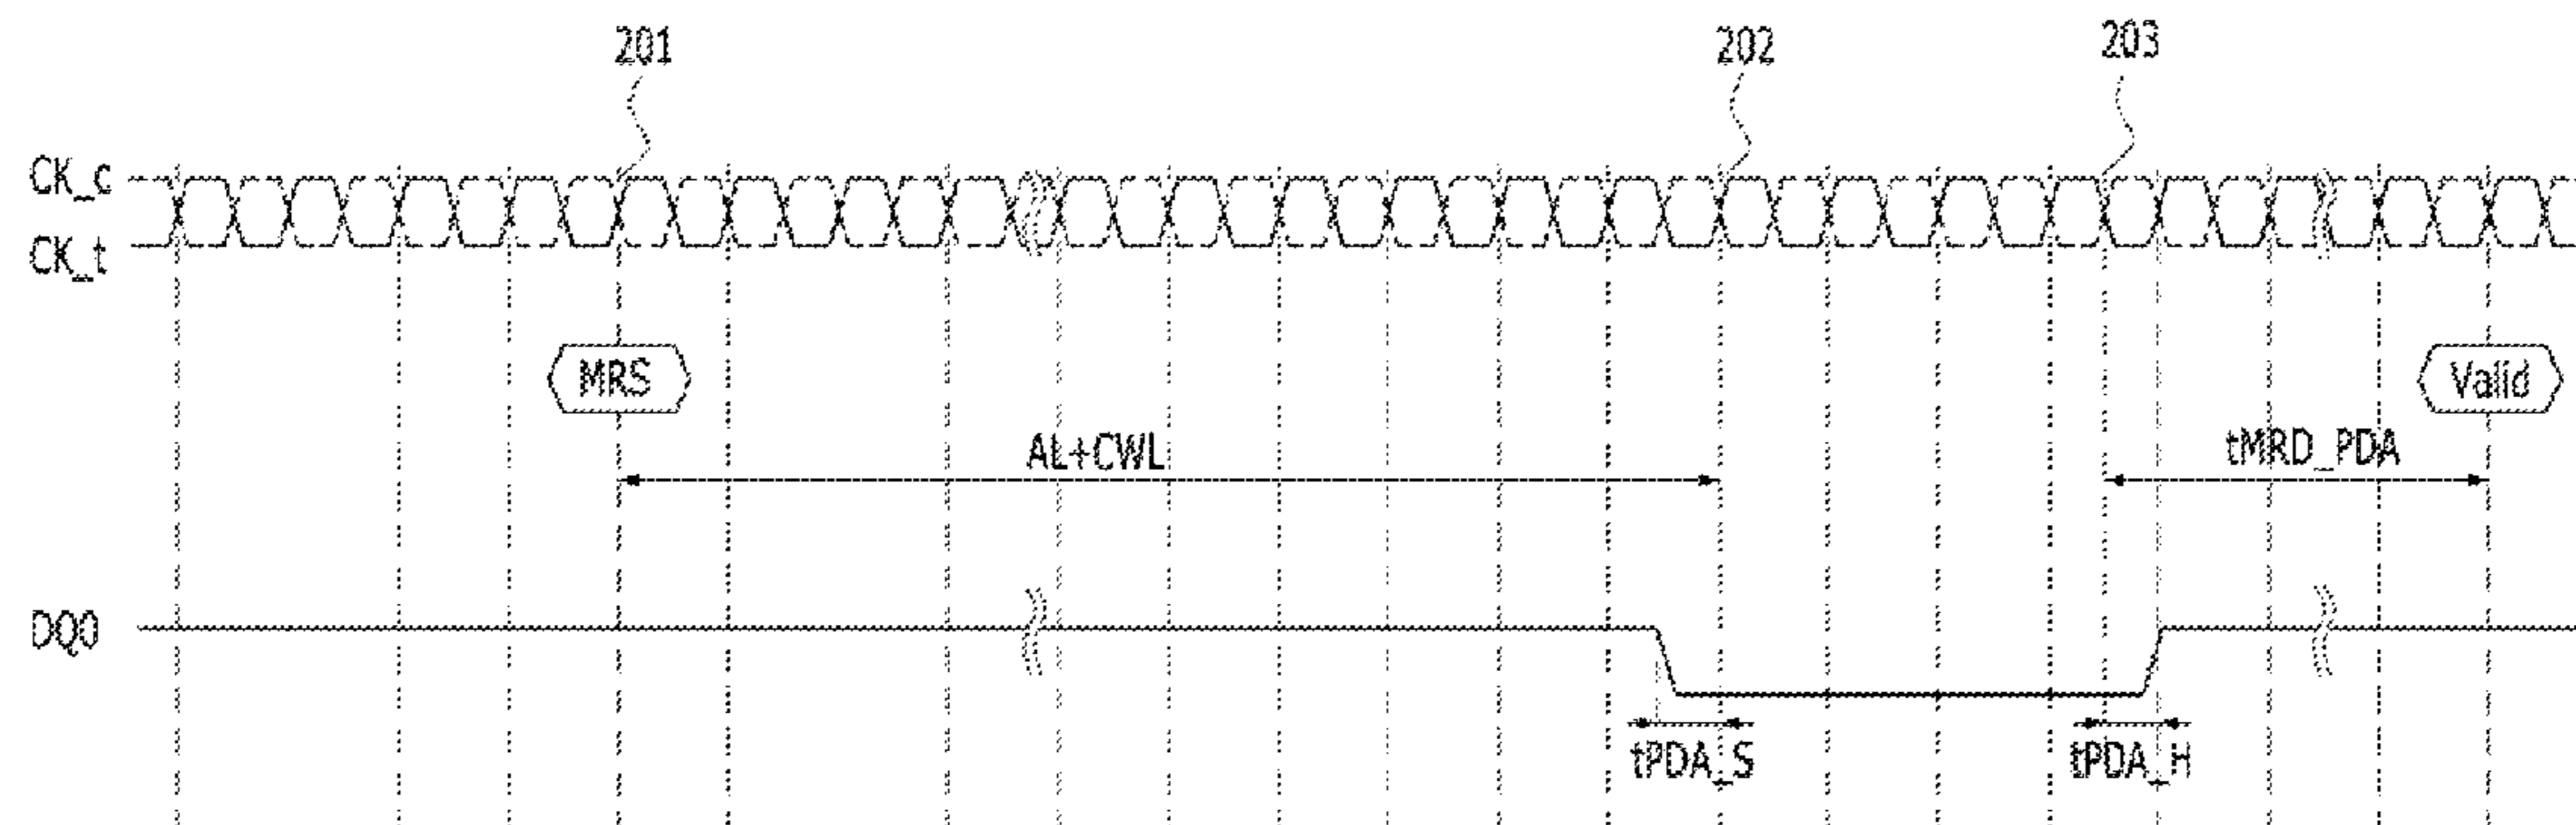 201
202
203
CK_c
CK_t
MRS
Valid
AL+CWL
tMRD_PDA
DQ0
tPDA_S
tPDA_H